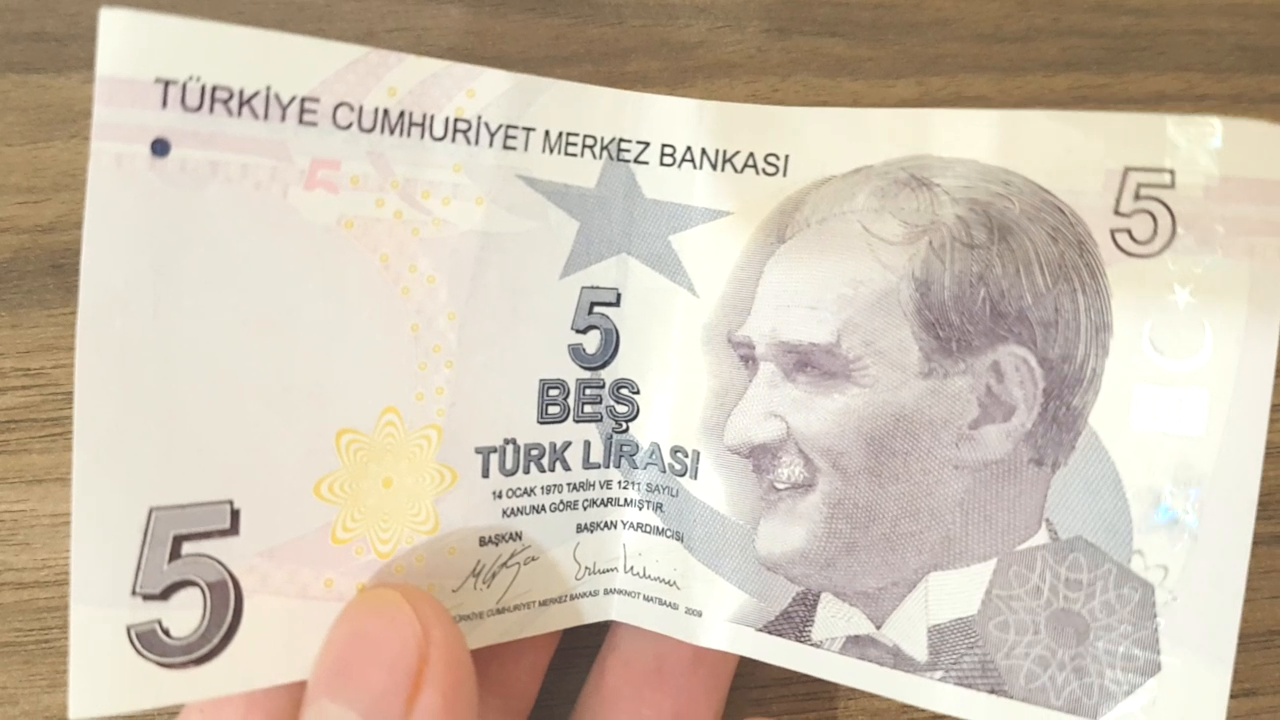 TÜRKİYE CUMHURİYET MERKEZ BANKASI
5
5
5
BEŞ
TÜRK LİRASI
14 OCAK 1970 TARİH VE 1211 SAYILI
KANUNA GÖRE ÇIKARILMIŞTIR.
BAŞKAN
BAŞKAN YARDIMCISI
5
TÜRKİYE CUMHURİYET MERKEZ BANKASI BANKNOT MATBAASI 2009